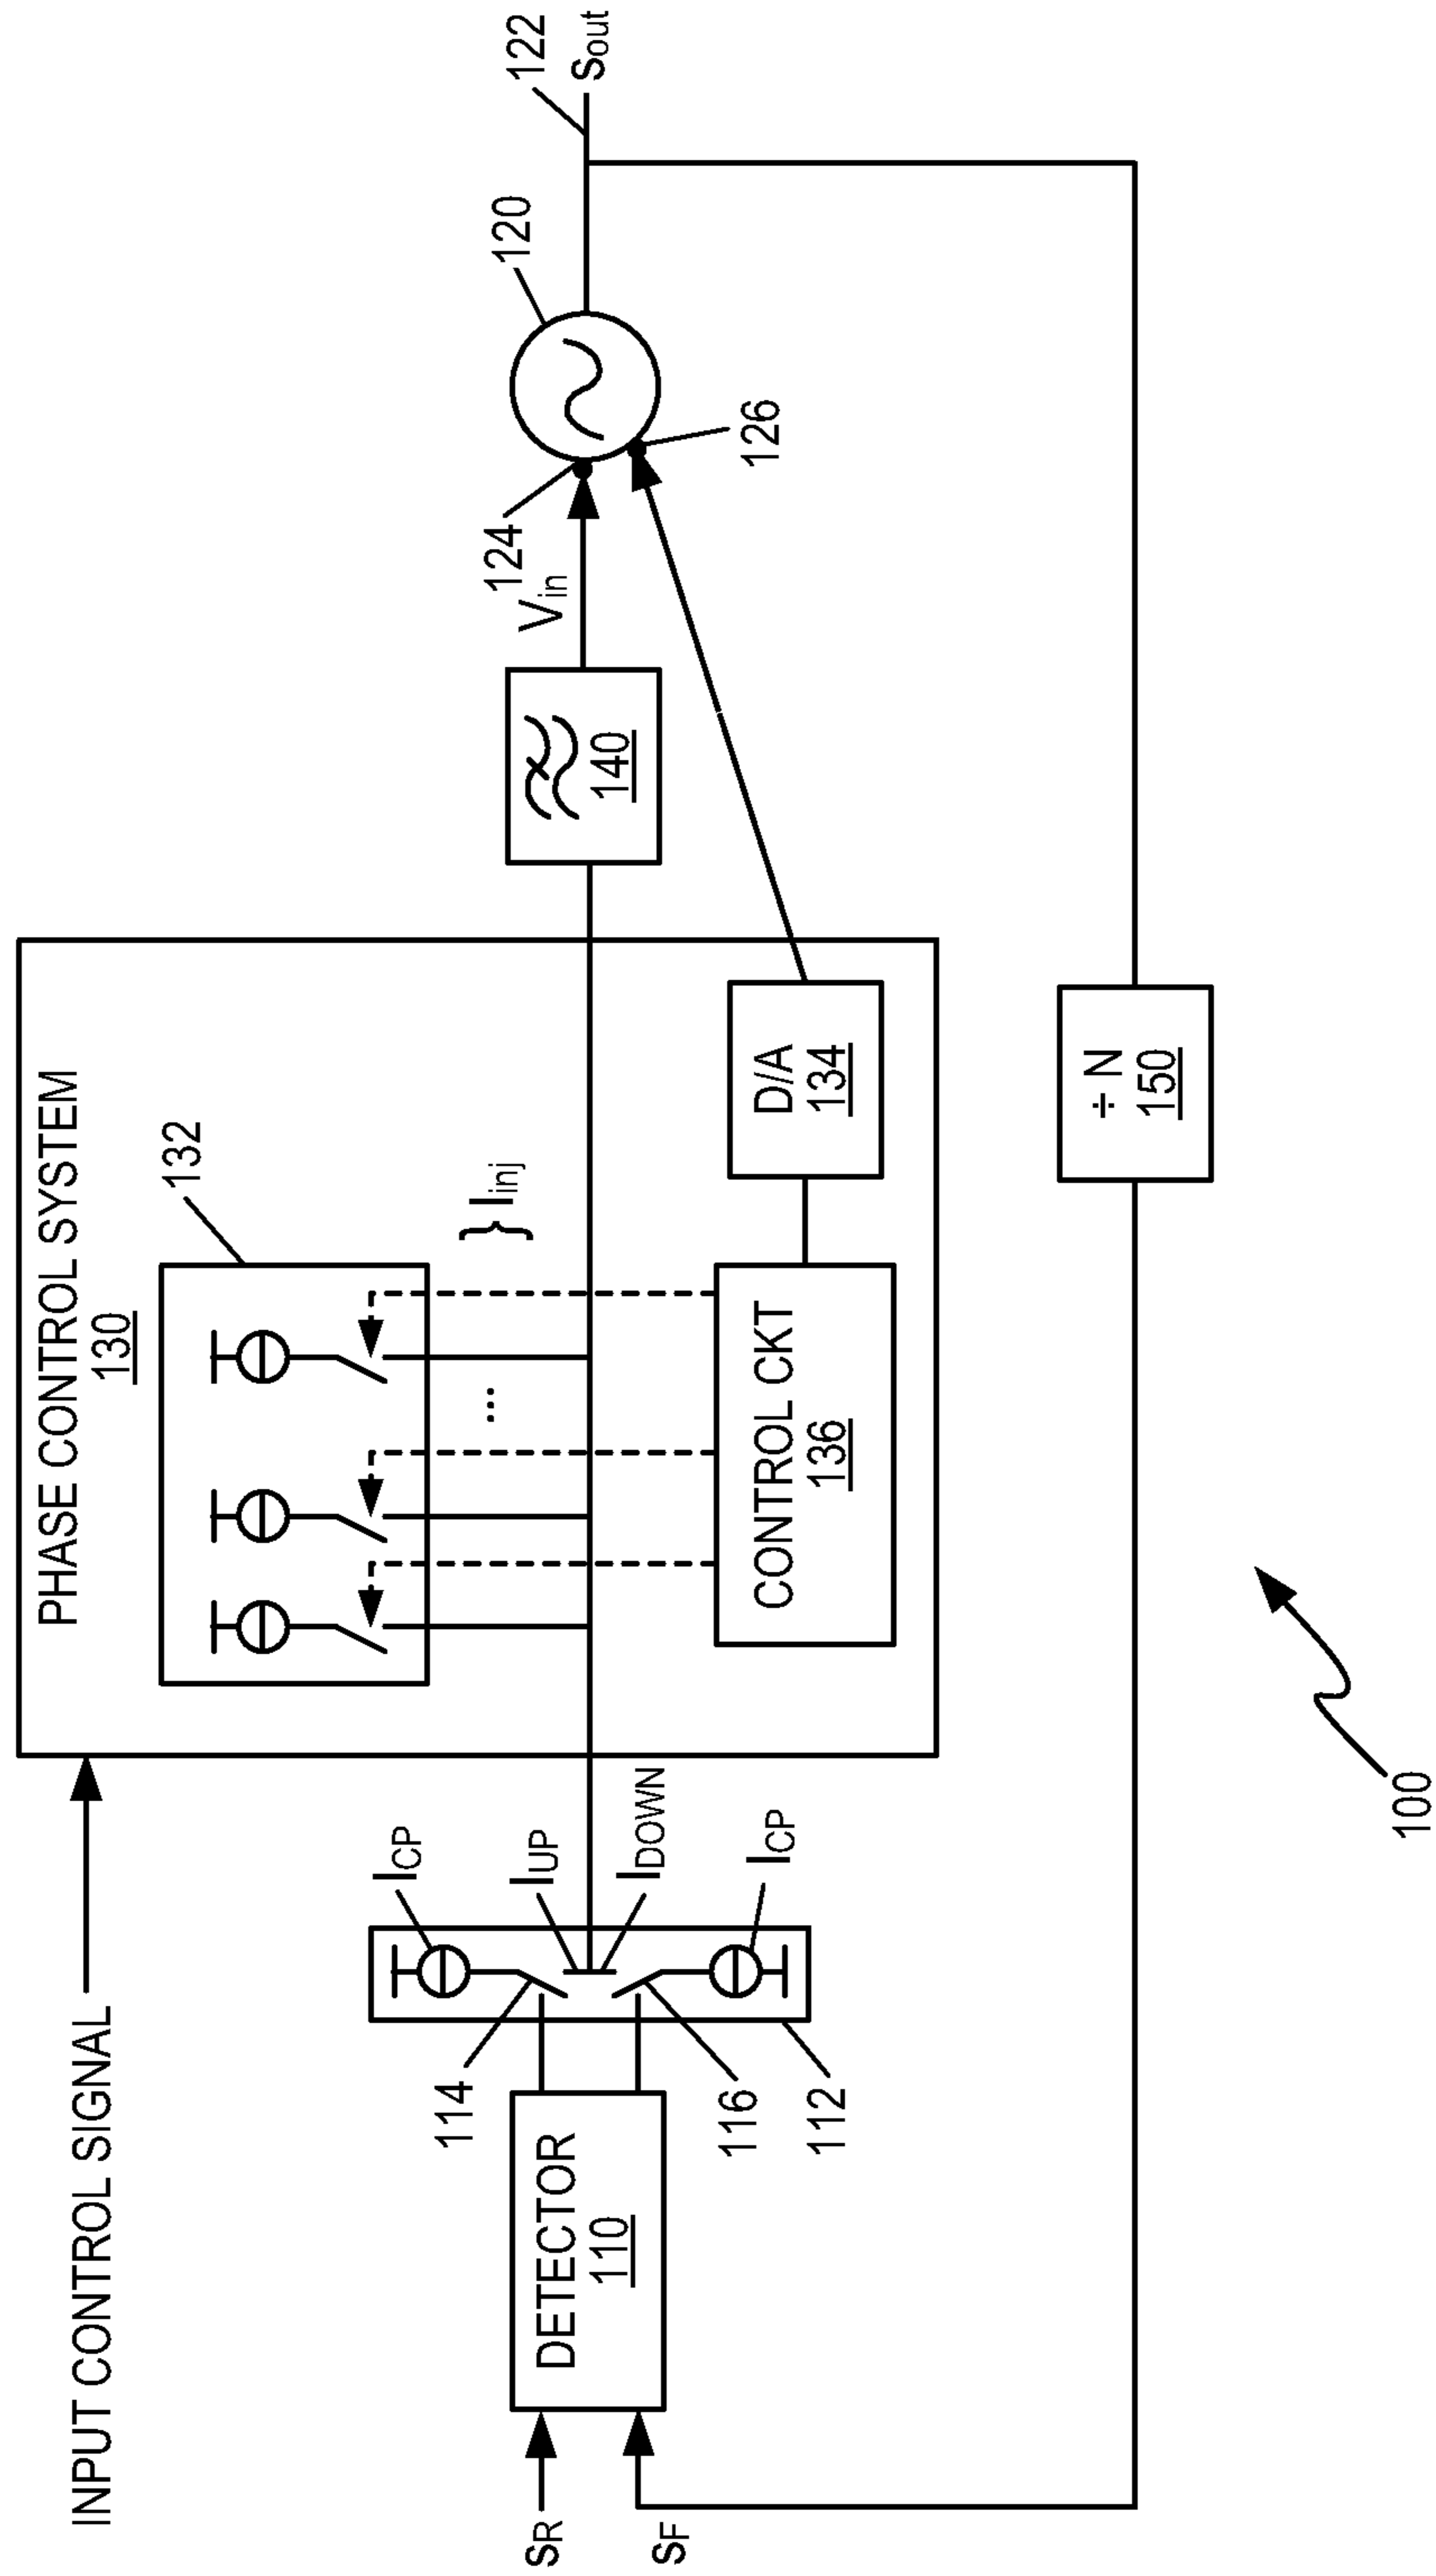 INPUT CONTROL SIGNAL
PHASE CONTROL SYSTEM
130
132
} Iinj
...
CONTROL CKT
136
D/A
134
SR
SF
DETECTOR
110
114
116
112
ICP
IUP
IDOWN
ICP
140
Vin
124
126
120
122
Sout
÷ N
150
100